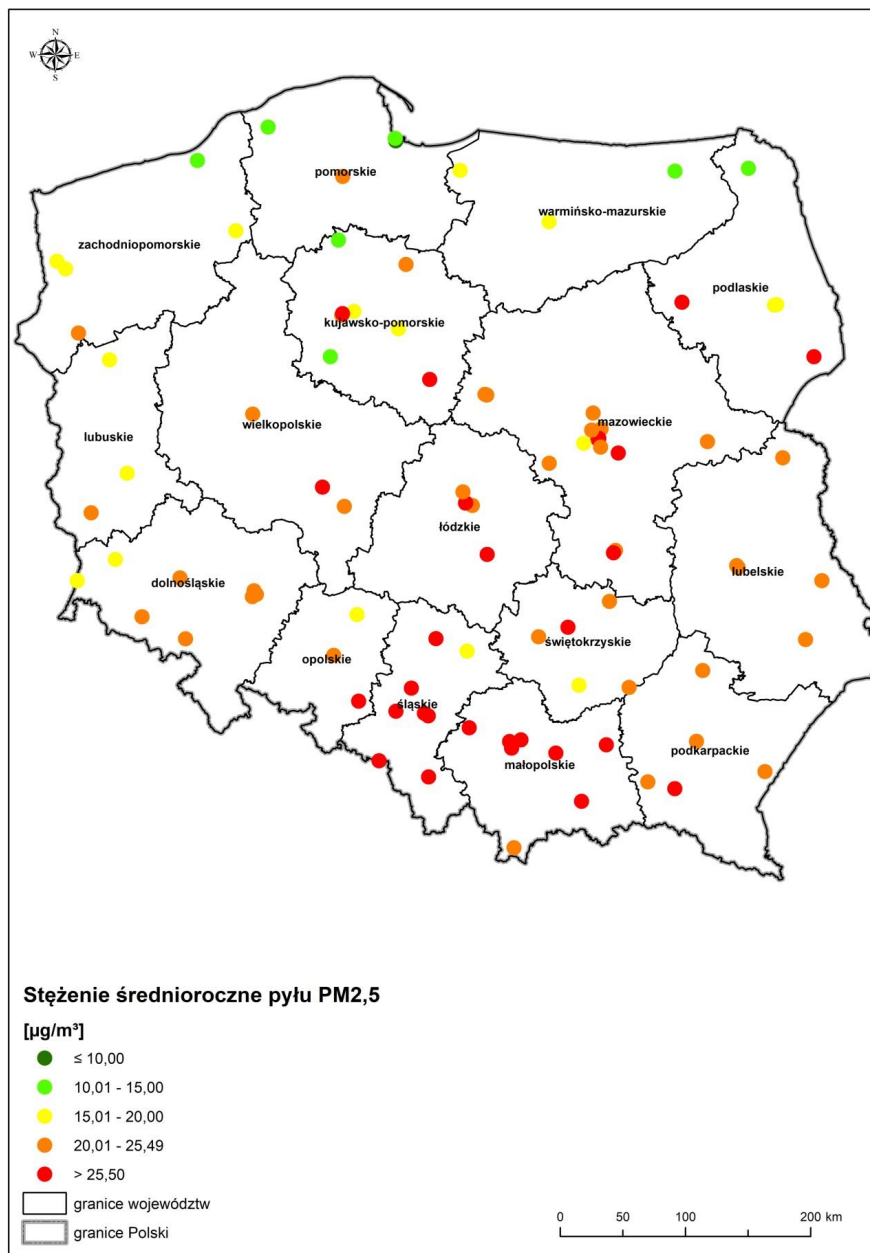 N
W E
S
pomorskie
warmińsko-mazurskie
zachodniopomorskie
podlaskie
kujawsko-pomorskie
mazowieckie
wielkopolskie
lubuskie
łódzkie
lubelskie
dolnośląskie
świętokrzyskie
opolskie
śląskie
podkarpackie
małopolskie
Stężenie średnioroczne pyłu PM2,5
[µg/m³]
≤ 10,00
10,01 - 15,00
15,01 - 20,00
20,01 - 25,49
> 25,50
granice województw
granice Polski
0 50 100 200 km